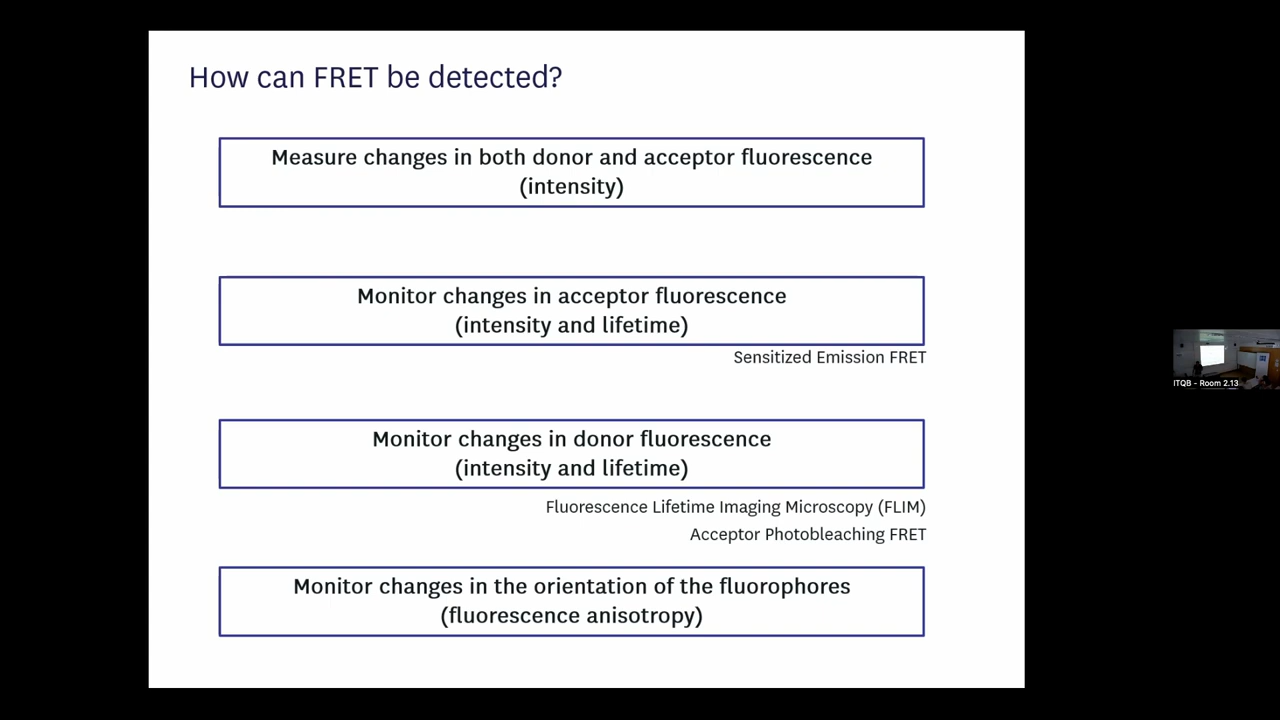 How can FRET be detected?
Measure changes in both donor and acceptor fluorescence
(intensity)
Monitor changes in acceptor fluorescence
(intensity and lifetime)
Sensitized Emission FRET
Monitor changes in donor fluorescence
(intensity and lifetime)
Fluorescence Lifetime Imaging Microscopy (FLIM)
Acceptor Photobleaching FRET
Monitor changes in the orientation of the fluorophores
(fluorescence anisotropy)
ITQB - Room 2.13